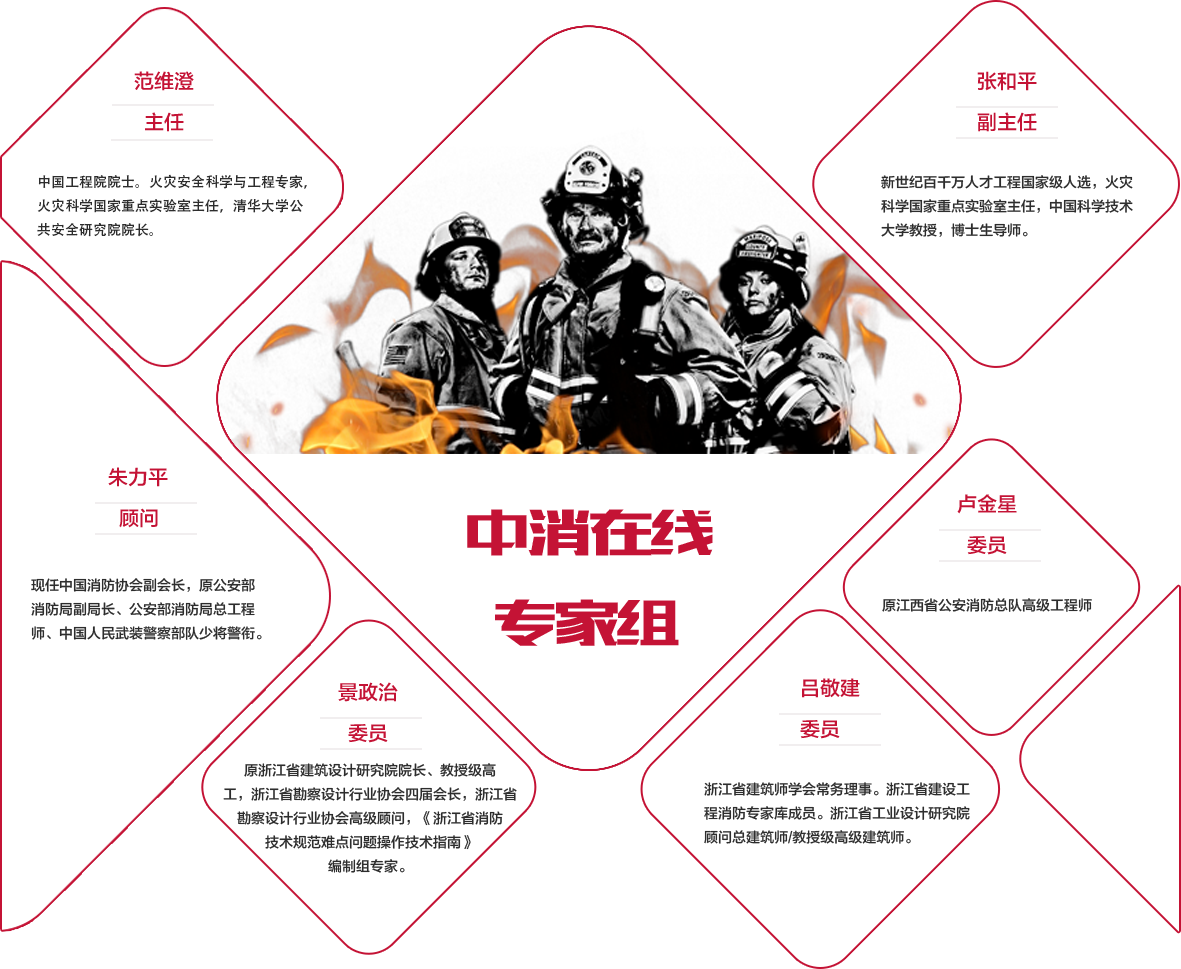 范维澄
主任
中国工程院院士。火灾安全科学与工程专家,
火灾科学国家重点实验室主任, 清华大学公
共安全研究院院长。
张和平
副主任
新世纪百千万人才工程国家级人选，火灾
科学国家重点实验室主任，中国科学技术
大学教授，博士生导师。
朱力平
顾问
现任中国消防协会副会长，原公安部
消防局副局长、公安部消防局总工程
师、中国人民武装警察部队少将警衔。
中消在线
专家组
卢金星
委员
原江西省公安消防总队高级工程师
景政治
委员
原浙江省建筑设计研究院院长、教授级高
工，浙江省勘察设计行业协会四届会长，浙江省
勘察设计行业协会高级顾问，《浙江省消防
技术规范难点问题操作技术指南》
编制组专家。
吕敬建
委员
浙江省建筑师学会常务理事。浙江省建设工
程消防专家库成员。浙江省工业设计研究院
顾问总建筑师/教授级高级建筑师。